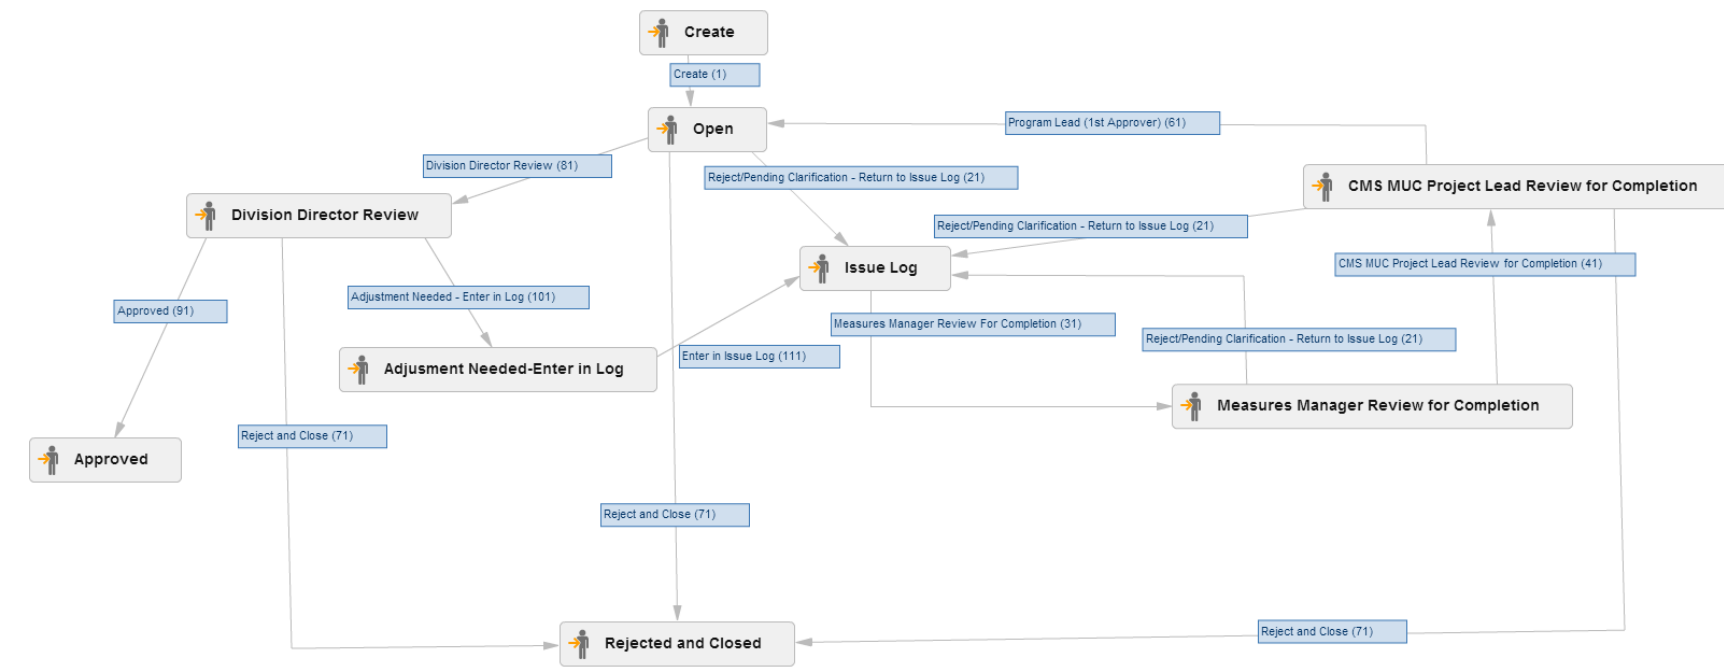 Create
Create (1)
Open
Program Lead (1st Approver) (61)
Division Director Review (81)
Reject/Pending Clarification - Return to Issue Log (21)
CMS MUC Project Lead Review for Completion
Division Director Review
Reject/Pending Clarification - Return to Issue Log (21)
Issue Log
CMS MUC Project Lead Review for Completion (41)
Adjustment Needed - Enter in Log (101)
Approved (91)
Measures Manager Review For Completion (31)
Reject/Pending Clarification - Return to Issue Log (21)
Enter in Issue Log (111)
Adjusment Needed-Enter in Log
Measures Manager Review for Completion
Reject and Close (71)
Approved
Reject and Close (71)
Reject and Close (71)
Rejected and Closed